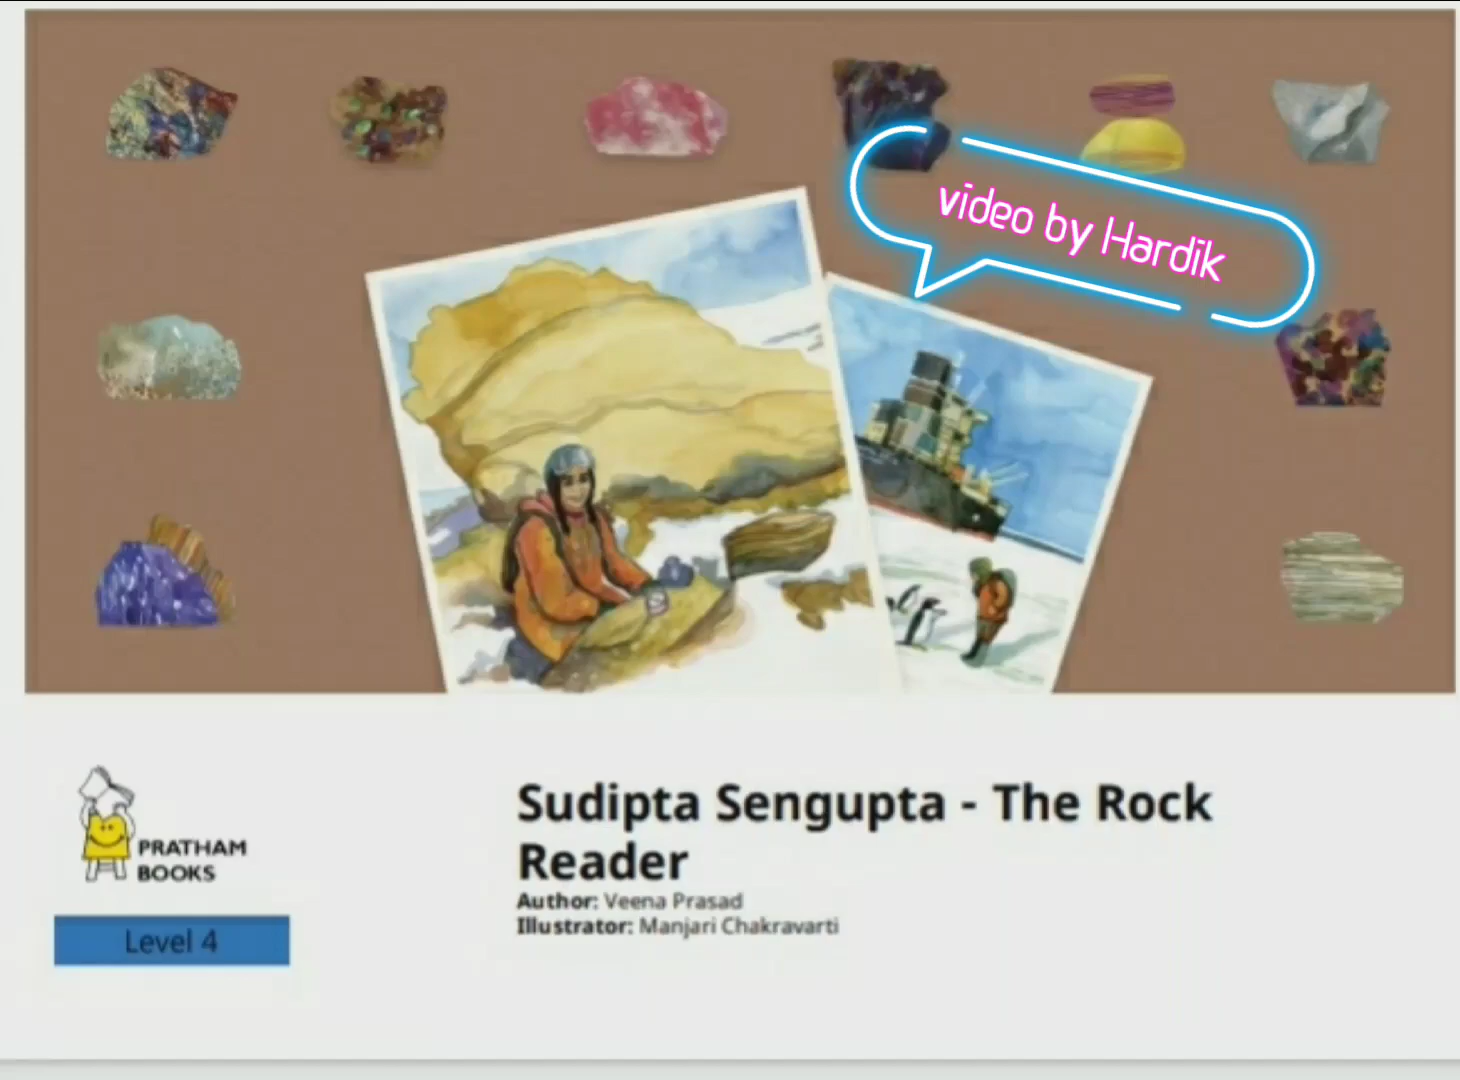 video by Hardik
Sudipta Sengupta - The Rock
Reader
Author: Veena Prasad
Illustrator: Manjari Chakravarti
PRATHAM
BOOKS
Level 4